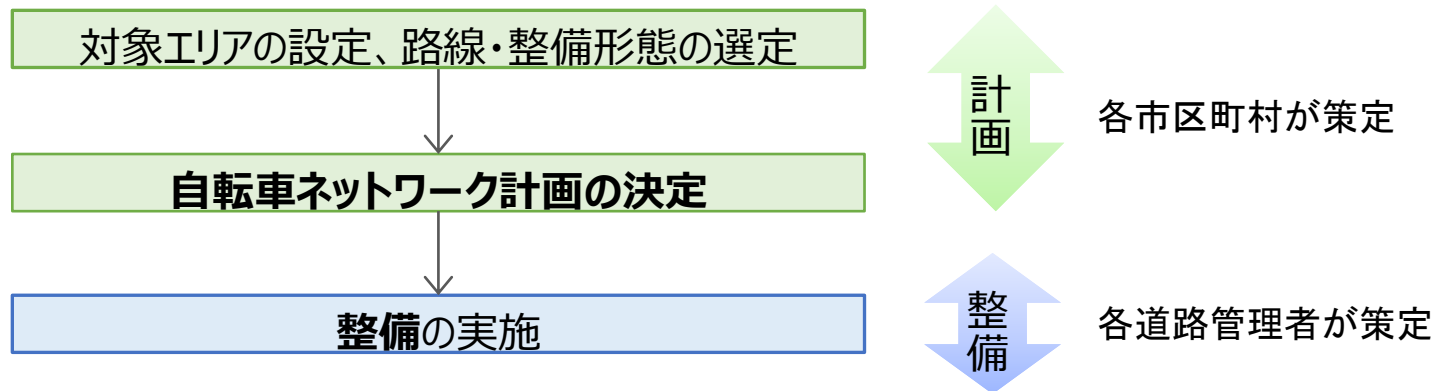 対象エリアの設定、路線・整備形態の選定
計画
各市区町村が策定
自転車ネットワーク計画の決定
整備の実施
整備
各道路管理者が策定